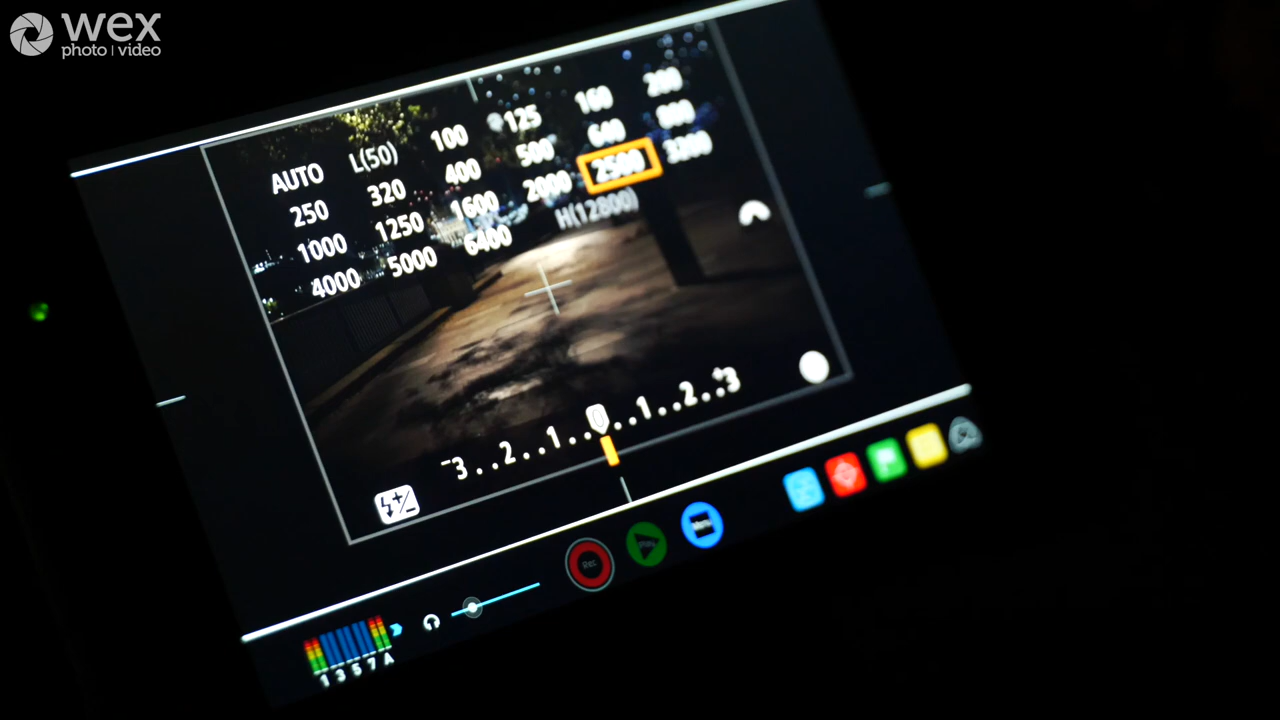 wex
photo | video
AUTO L(50) 100 125 160 200
250 320 400 500 640 800
1000 1250 1600 2000 2500 3200
4000 5000 6400 H(12800)
-3..2..1..0..1..2..+3
Rec
Menu
1 3 5 7 A